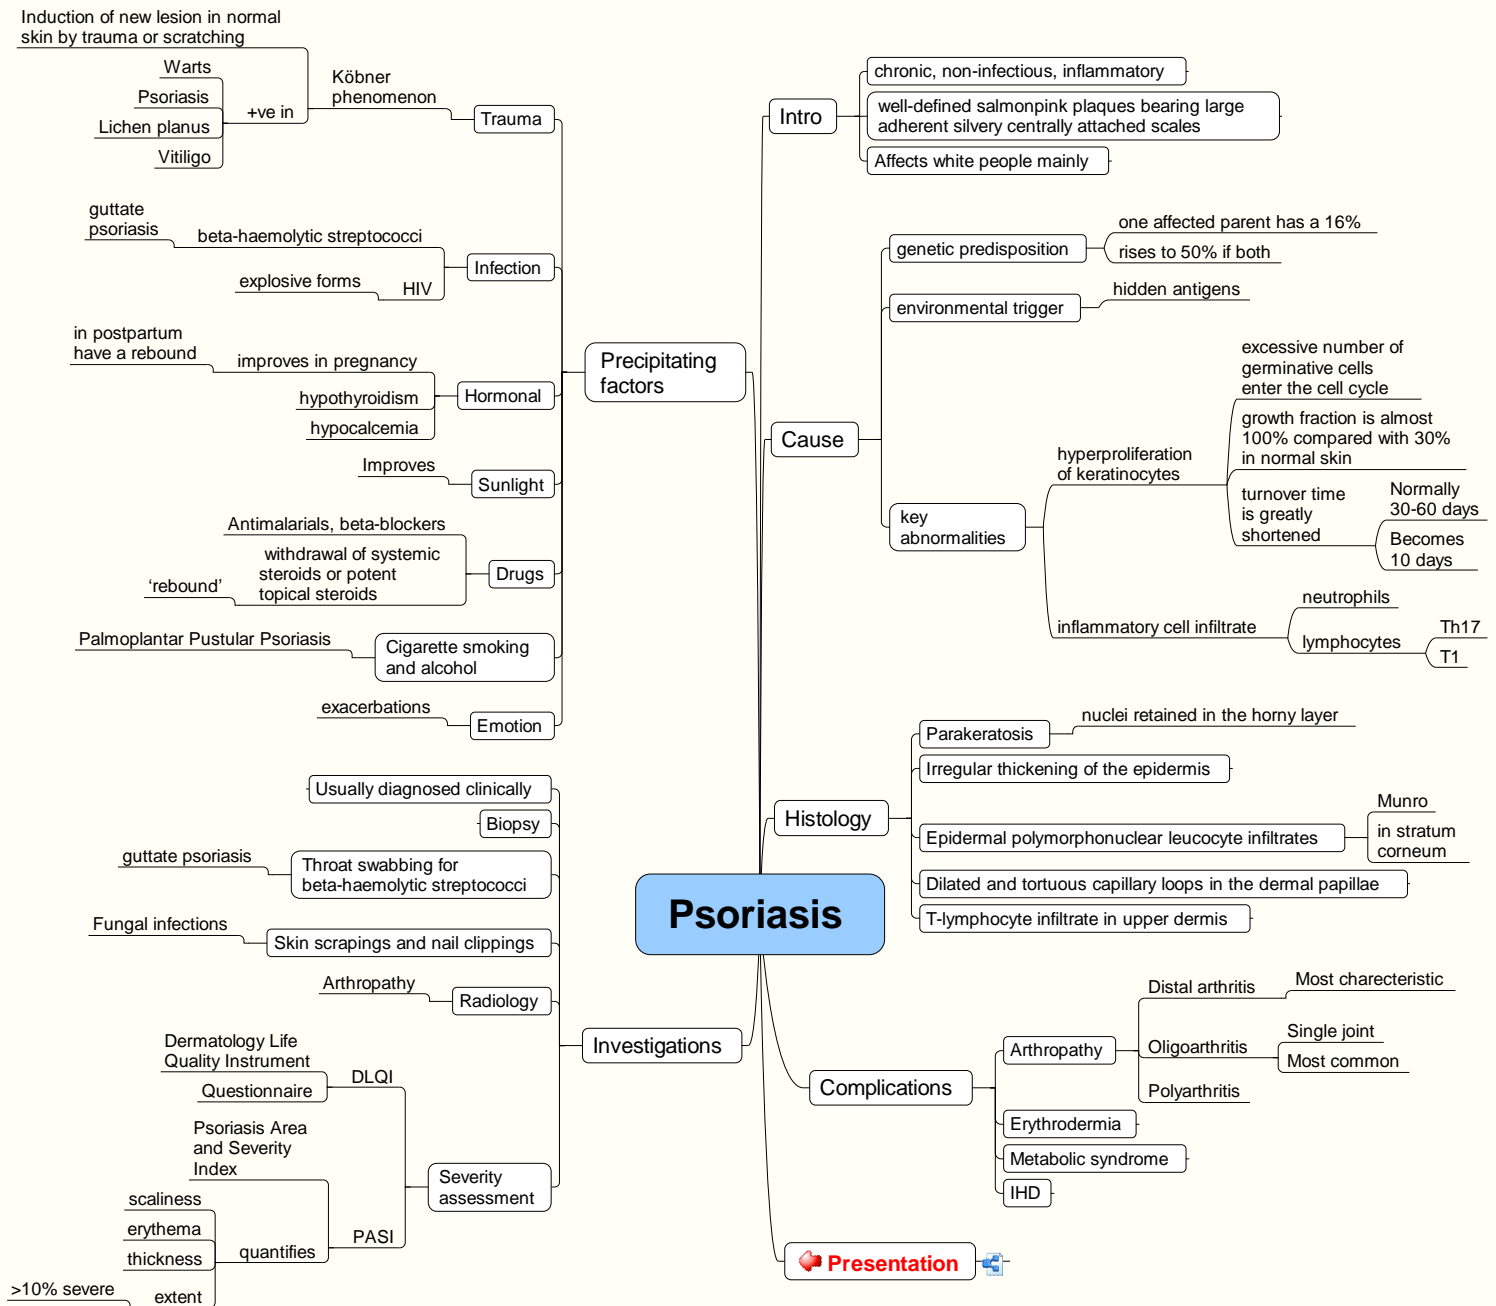 Induction of new lesion in normal
skin by trauma or scratching
Warts
Psoriasis
Lichen planus
Vitiligo
+ve in
Köbner
phenomenon
Trauma
guttate
psoriasis
beta-haemolytic streptococci
explosive forms
HIV
Infection
in postpartum
have a rebound
improves in pregnancy
hypothyroidism
hypocalcemia
Hormonal
Improves
Sunlight
Antimalarials, beta-blockers
withdrawal of systemic
steroids or potent
topical steroids
‘rebound’
Drugs
Palmoplantar Pustular Psoriasis
Cigarette smoking
and alcohol
exacerbations
Emotion
Precipitating
factors
Usually diagnosed clinically
Biopsy
guttate psoriasis
Throat swabbing for
beta-haemolytic streptococci
Fungal infections
Skin scrapings and nail clippings
Arthropathy
Radiology
Dermatology Life
Quality Instrument
Questionnaire
DLQI
Psoriasis Area
and Severity
Index
scaliness
erythema
thickness
>10% severe
extent
quantifies
PASI
Severity
assessment
Investigations
Psoriasis
Intro
chronic, non-infectious, inflammatory
well-defined salmonpink plaques bearing large
adherent silvery centrally attached scales
Affects white people mainly
Cause
genetic predisposition
one affected parent has a 16%
rises to 50% if both
environmental trigger
hidden antigens
key
abnormalities
hyperproliferation
of keratinocytes
excessive number of
germinative cells
enter the cell cycle
growth fraction is almost
100% compared with 30%
in normal skin
turnover time
is greatly
shortened
Normally
30-60 days
Becomes
10 days
inflammatory cell infiltrate
neutrophils
lymphocytes
Th17
T1
Histology
Parakeratosis
nuclei retained in the horny layer
Irregular thickening of the epidermis
Epidermal polymorphonuclear leucocyte infiltrates
Munro
in stratum
corneum
Dilated and tortuous capillary loops in the dermal papillae
T-lymphocyte infiltrate in upper dermis
Complications
Arthropathy
Distal arthritis
Most charecteristic
Oligoarthritis
Single joint
Most common
Polyarthritis
Erythrodermia
Metabolic syndrome
IHD
Presentation